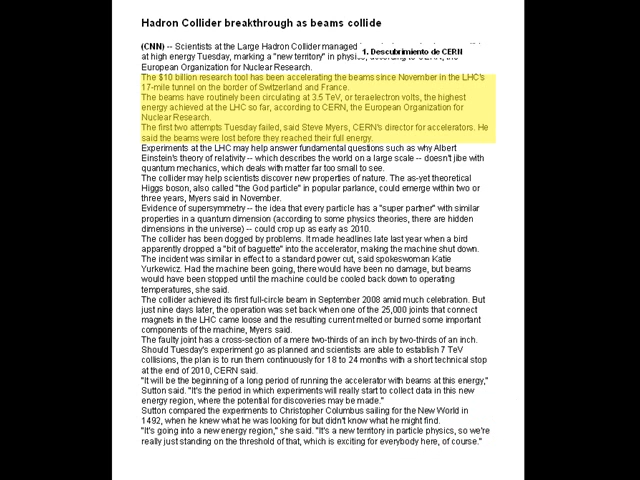 Hadron Collider breakthrough as beams collide
(CNN) -- Scientists at the Large Hadron Collider managed
1. Descubrimiento de CERN
at high energy Tuesday, marking a "new territory" in physics, according to CERN, the
European Organization for Nuclear Research.
The $10 billion research tool has been accelerating the beams since November in the LHC's
17-mile tunnel on the border of Switzerland and France.
The beams have routinely been circulating at 3.5 TeV, or teraelectron volts, the highest
energy achieved at the LHC so far, according to CERN, the European Organization for
Nuclear Research.
The first two attempts Tuesday failed, said Steve Myers, CERN's director for accelerators. He
said the beams were lost before they reached their full energy.
Experiments at the LHC may help answer fundamental questions such as why Albert
Einstein's theory of relativity -- which describes the world on a large scale -- doesn't jibe with
quantum mechanics, which deals with matter far too small to see.
The collider may help scientists discover new properties of nature. The as-yet theoretical
Higgs boson, also called "the God particle" in popular parlance, could emerge within two or
three years, Myers said in November.
Evidence of supersymmetry -- the idea that every particle has a "super partner" with similar
properties in a quantum dimension (according to some physics theories, there are hidden
dimensions in the universe) -- could crop up as early as 2010.
The collider has been dogged by problems. It made headlines late last year when a bird
apparently dropped a "bit of baguette" into the accelerator, making the machine shut down.
The incident was similar in effect to a standard power cut, said spokeswoman Katie
Yurkewicz. Had the machine been going, there would have been no damage, but beams
would have been stopped until the machine could be cooled back down to operating
temperatures, she said.
The collider achieved its first full-circle beam in September 2008 amid much celebration. But
just nine days later, the operation was set back when one of the 25,000 joints that connect
magnets in the LHC came loose and the resulting current melted or burned some important
components of the machine, Myers said.
The faulty joint has a cross-section of a mere two-thirds of an inch by two-thirds of an inch.
Should Tuesday's experiment go as planned and scientists are able to establish 7 TeV
collisions, the plan is to run them continuously for 18 to 24 months with a short technical stop
at the end of 2010, CERN said.
"It will be the beginning of a long period of running the accelerator with beams at this energy,"
Sutton said. "It's the period in which experiments will really start to collect data in this new
energy region, where the potential for discoveries may be made."
Sutton compared the experiments to Christopher Columbus sailing for the New World in
1492, when he knew what he was looking for but didn't know what he might find.
"It's going into a new energy region," she said. "It's a new territory in particle physics, so we're
really just standing on the threshold of that, which is exciting for everybody here, of course."